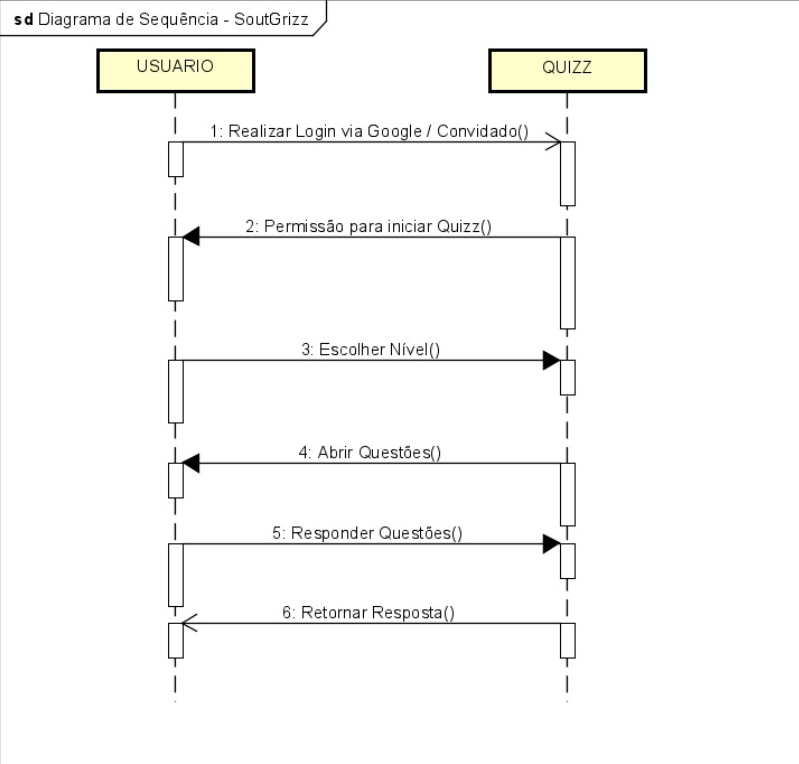 sd Diagrama de Sequência - SoutGrizz
USUARIO QUIZZ
1: Realizar Login via Google / Convidado()
2: Permissão para iniciar Quizz()
3: Escolher Nível()
4: Abrir Questões()
5: Responder Questões()
6: Retornar Resposta()